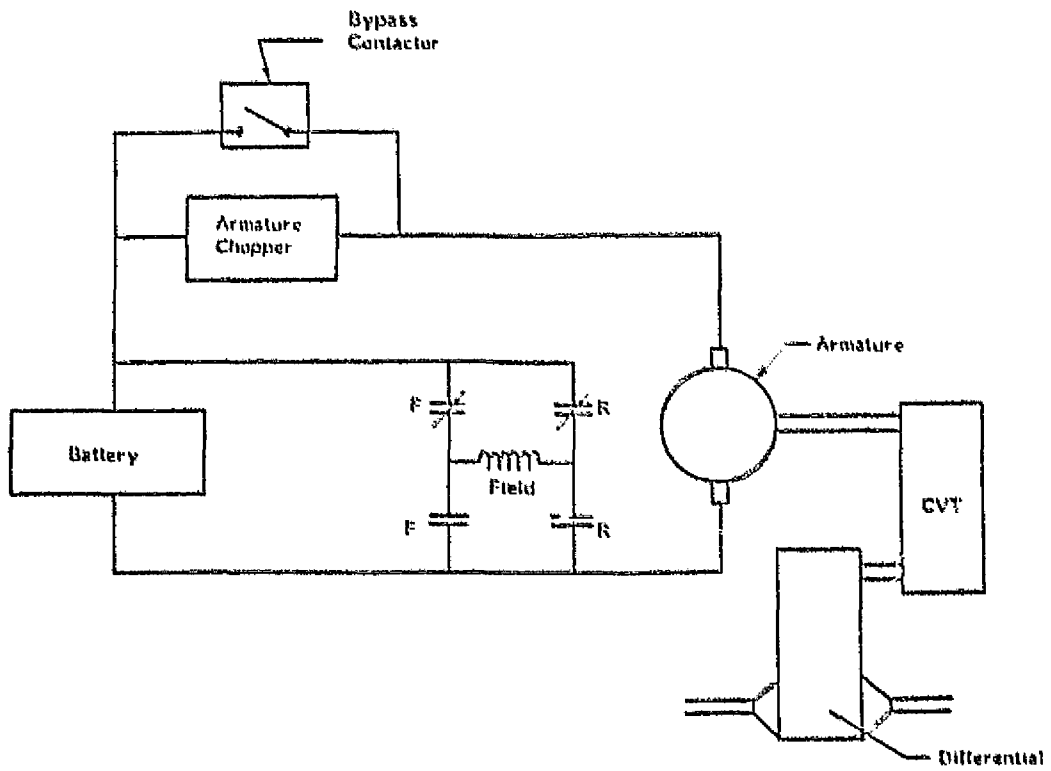 Bypass
Contactor
Armature
Chopper
Armature
F
R
Battery
Field
F
R
CVT
Differential